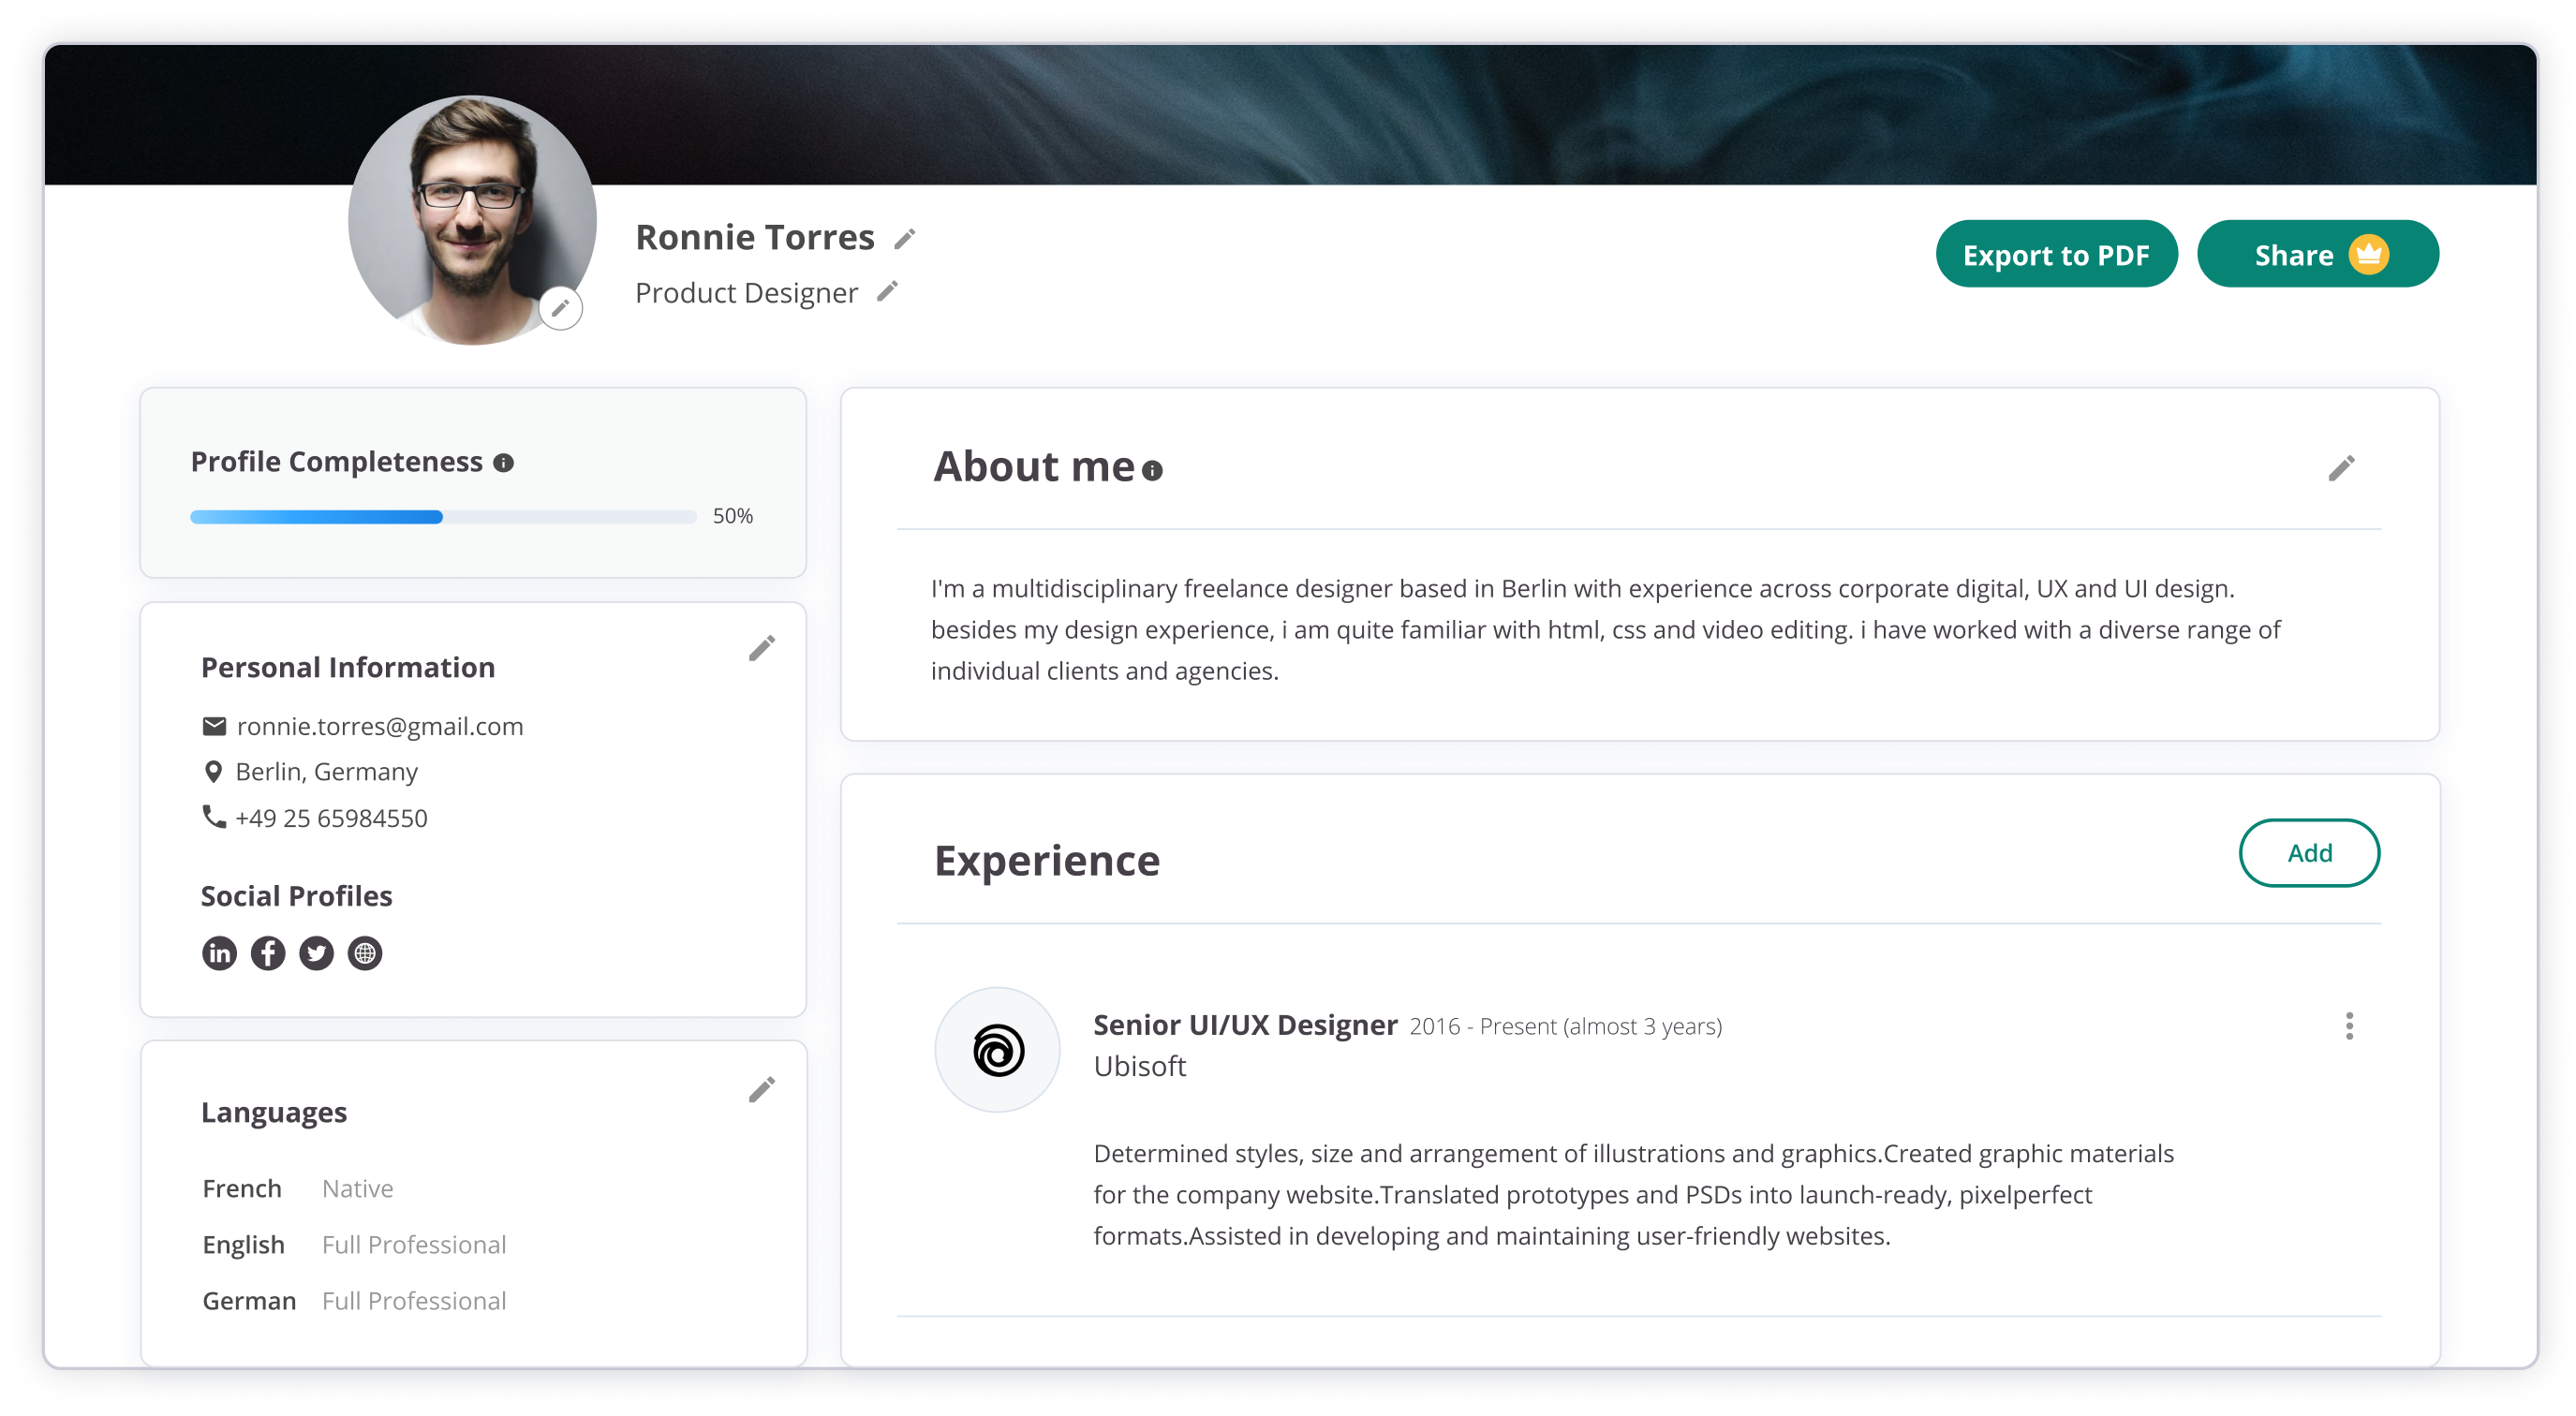 Ronnie Torres
Product Designer
Export to PDF
Share
Profile Completeness
50%
Personal Information
ronnie.torres@gmail.com
Berlin, Germany
+49 25 65984550
Social Profiles
in
f
Languages
French Native
English Full Professional
German Full Professional
About me
I'm a multidisciplinary freelance designer based in Berlin with experience across corporate digital, UX and UI design.
besides my design experience, i am quite familiar with html, css and video editing. i have worked with a diverse range of
individual clients and agencies.
Experience
Add
Senior UI/UX Designer 2016 - Present (almost 3 years)
Ubisoft
Determined styles, size and arrangement of illustrations and graphics.Created graphic materials
for the company website.Translated prototypes and PSDs into launch-ready, pixelperfect
formats.Assisted in developing and maintaining user-friendly websites.